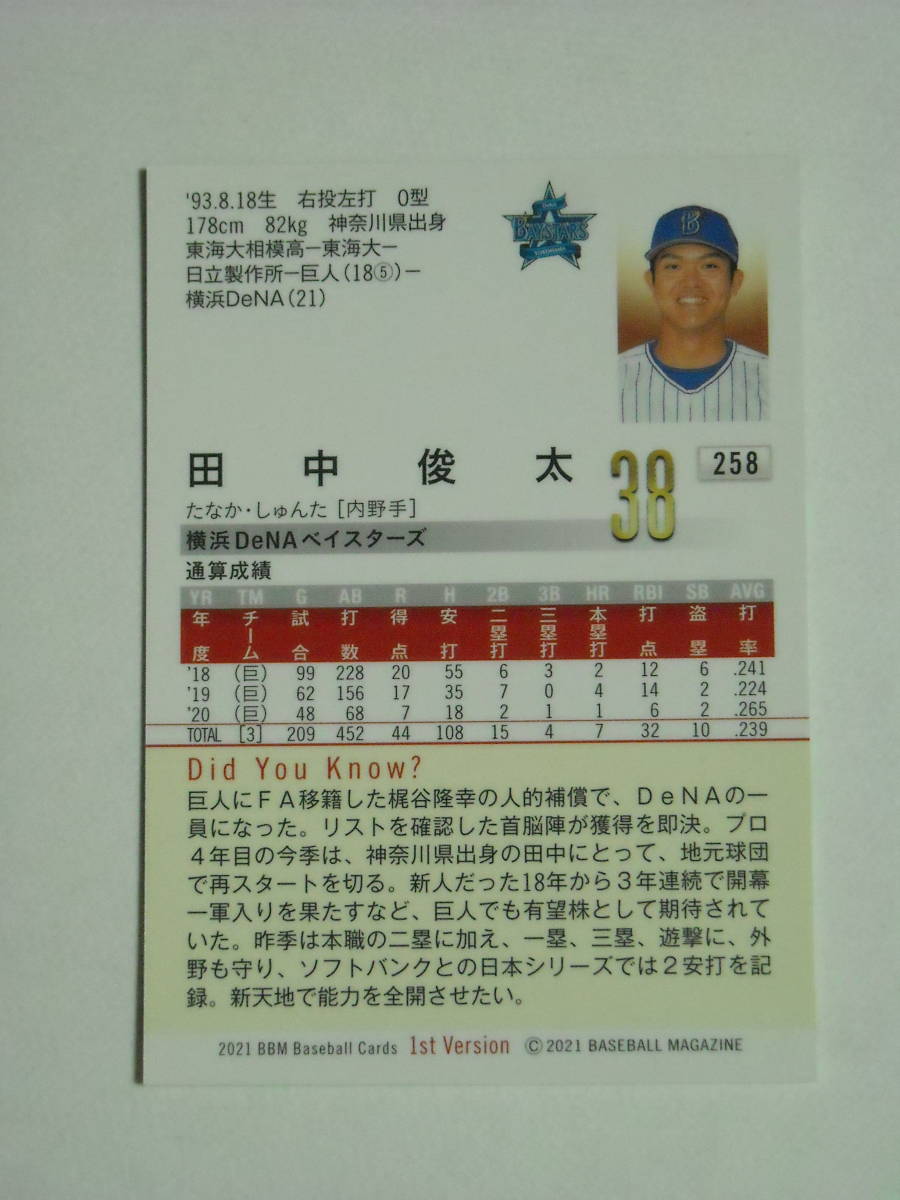 '93.8.18生 右投左打 O型
178cm 82kg 神奈川県出身
東海大相模高ー東海大ー
日立製作所ー巨人(18⑤)ー
横浜DeNA(21)
BAYSTARS
B
田中俊太
38
258
たなか・しゅんた[内野手]
横浜DeNAベイスターズ
通算成績
YR TM G AB R H 2B 3B HR RBI SB AVG
年度 チーム 試合 打数 得点 安打 二塁打 三塁打 本塁打 打点 盗塁 打率
'18 (巨) 99 228 20 55 6 3 2 12 6 .241
'19 (巨) 62 156 17 35 7 0 4 14 2 .224
'20 (巨) 48 68 7 18 2 1 1 6 2 .265
TOTAL [3] 209 452 44 108 15 4 7 32 10 .239
Did You Know?
巨人にFA移籍した梶谷隆幸の人的補償で、DeNAの一
員になった。リストを確認した首脳陣が獲得を即決。プロ
4年目の今季は、神奈川県出身の田中にとって、地元球団
で再スタートを切る。新人だった18年から3年連続で開幕
一軍入りを果たすなど、巨人でも有望株として期待されて
いた。昨季は本職の二塁に加え、一塁、三塁、遊撃に、外
野も守り、ソフトバンクとの日本シリーズでは2安打を記
録。新天地で能力を全開させたい。
2021 BBM Baseball Cards 1st Version ©2021 BASEBALL MAGAZINE